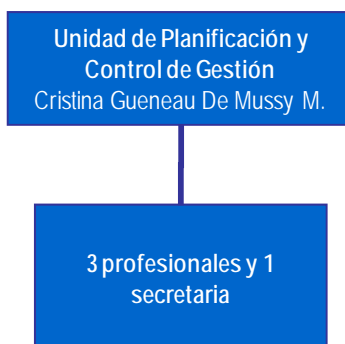 Unidad de Planificación y
Control de Gestión
Cristina Gueneau De Mussy M.
3 profesionales y 1
secretaria